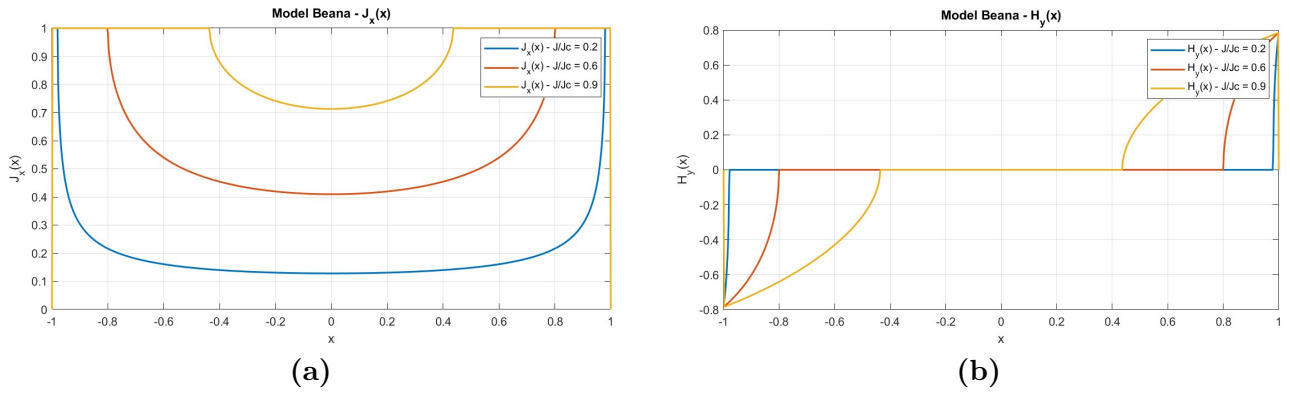 Model Beana - J_x(x)
J_x(x)
1
0.9
0.8
0.7
0.6
0.5
0.4
0.3
0.2
0.1
0
J_x(x) - J/Jc = 0.2
J_x(x) - J/Jc = 0.6
J_x(x) - J/Jc = 0.9
-1 -0.8 -0.6 -0.4 -0.2 0 0.2 0.4 0.6 0.8 1
x
(a)
Model Beana - H_y(x)
H_y(x)
0.8
0.6
0.4
0.2
0
-0.2
-0.4
-0.6
-0.8
H_y(x) - J/Jc = 0.2
H_y(x) - J/Jc = 0.6
H_y(x) - J/Jc = 0.9
-1 -0.8 -0.6 -0.4 -0.2 0 0.2 0.4 0.6 0.8 1
x
(b)